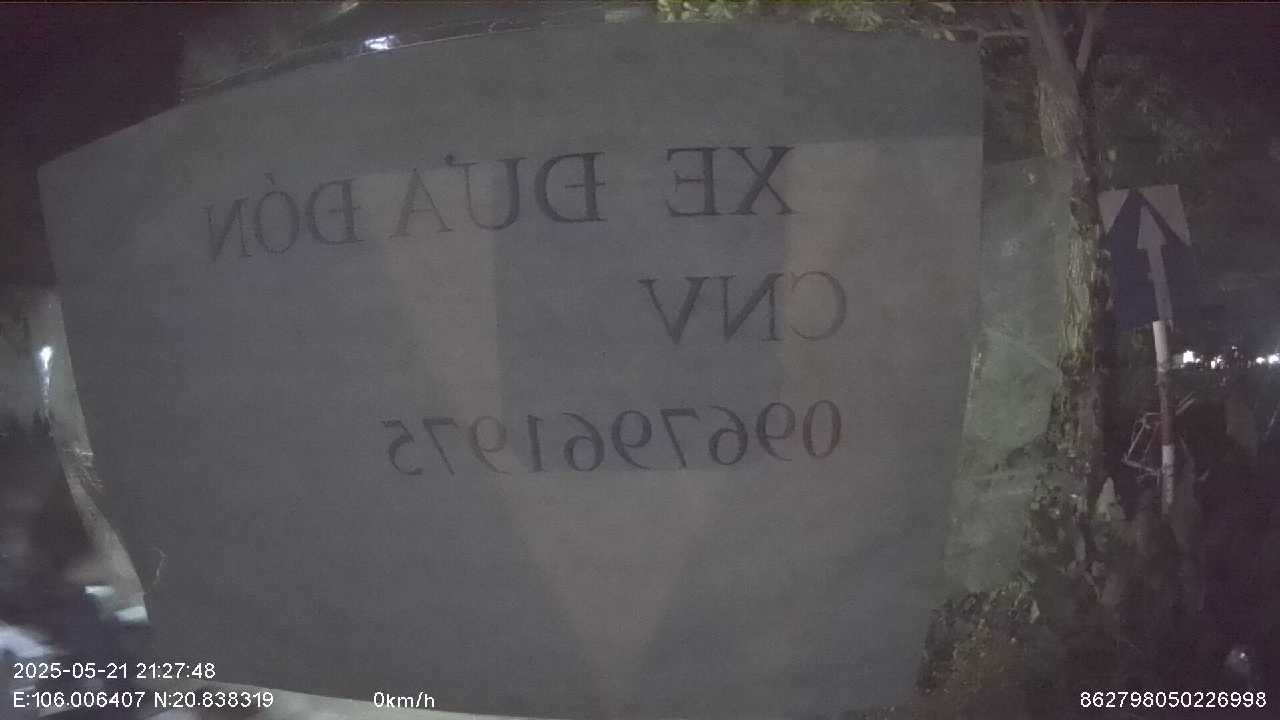 XE ĐƯA ĐÓN
CNV
0967961975
2025-05-21 21:27:48
E:106.006407 N:20.838319 0km/h
862798050226998